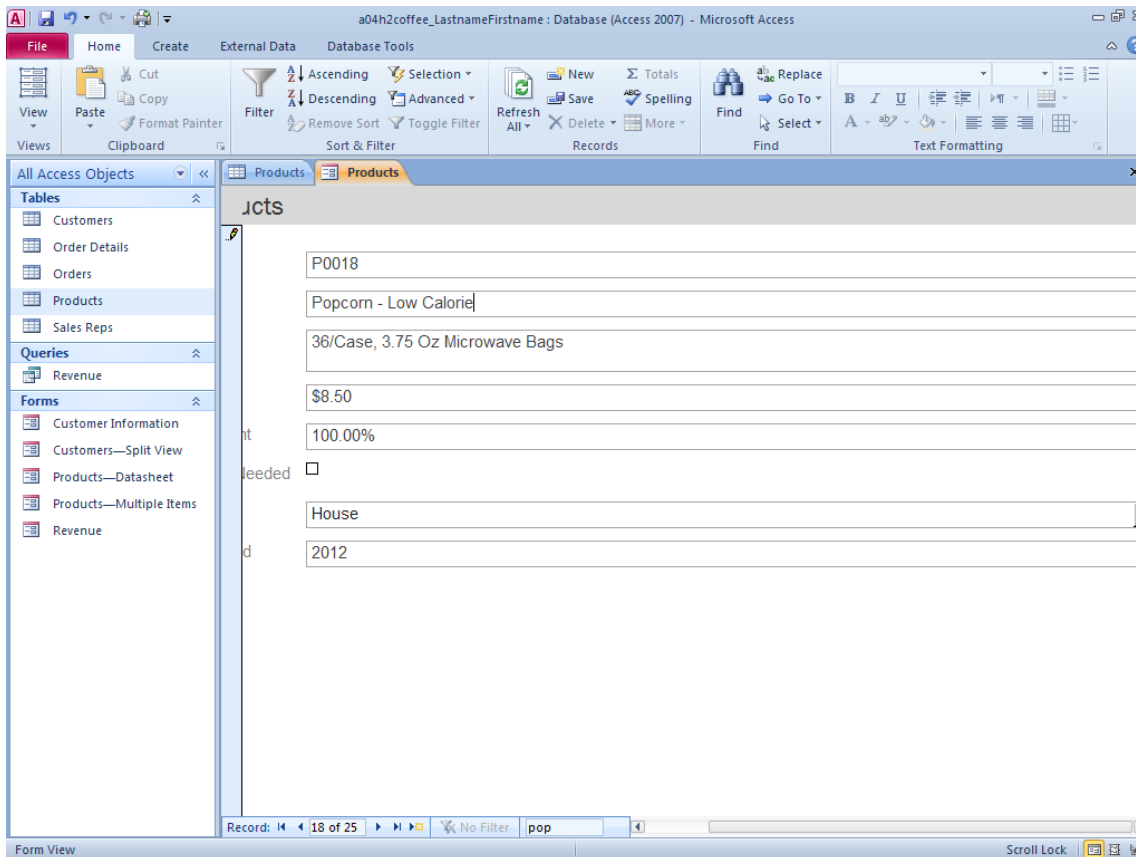 A a04h2coffee_LastnameFirstname : Database (Access 2007) - Microsoft Access
File Home Create External Data Database Tools
View
Views
Paste
Cut
Copy
Format Painter
Clipboard
Filter
Ascending
Descending
Remove Sort
Selection
Advanced
Toggle Filter
Sort & Filter
Refresh
All
New
Save
Delete
Totals
Spelling
More
Records
Find
Replace
Go To
Select
Find
B I U
A
Text Formatting
All Access Objects
Tables
Customers
Order Details
Orders
Products
Sales Reps
Queries
Revenue
Forms
Customer Information
Customers—Split View
Products—Datasheet
Products—Multiple Items
Revenue
Products Products
ucts
P0018
Popcorn - Low Calorie
36/Case, 3.75 Oz Microwave Bags
$8.50
nt 100.00%
Needed
House
d 2012
Record: 18 of 25 No Filter pop
Form View Scroll Lock